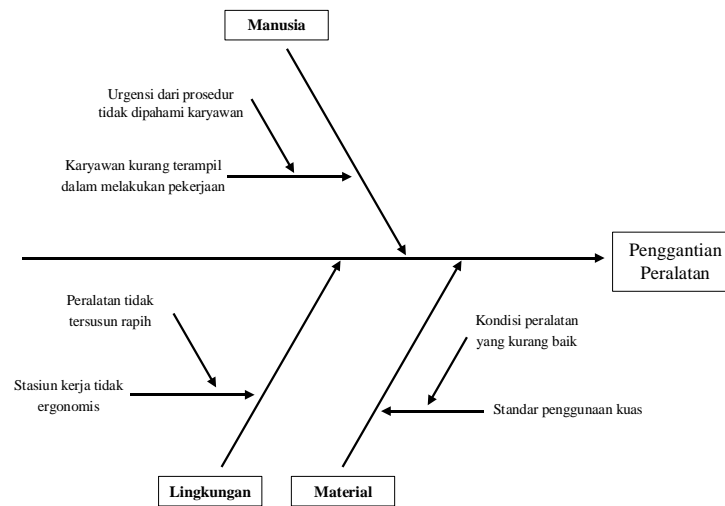 Manusia
Urgensi dari prosedur
tidak dipahami karyawan
Karyawan kurang terampil
dalam melakukan pekerjaan
Penggantian
Peralatan
Peralatan tidak
tersusun rapih
Kondisi peralatan
yang kurang baik
Stasiun kerja tidak
ergonomis
Standar penggunaan kuas
Lingkungan
Material